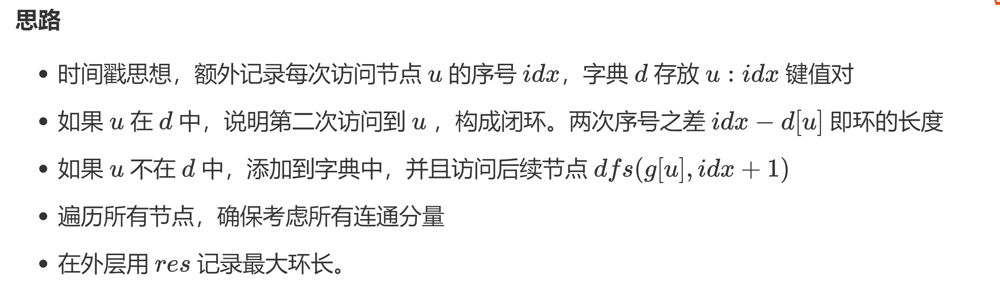 思路
时间戳思想，额外记录每次访问节点 u 的序号 idx，字典 d 存放 u : idx 键值对
如果 u 在 d 中，说明第二次访问到 u ，构成闭环。两次序号之差 idx − d[u] 即环的长度
如果 u 不在 d 中，添加到字典中，并且访问后续节点 dfs(g[u], idx + 1)
遍历所有节点，确保考虑所有连通分量
在外层用 res 记录最大环长。